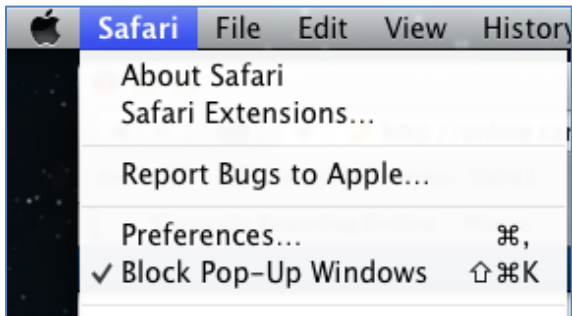 Safari File Edit View History
About Safari
Safari Extensions...
Report Bugs to Apple...
Preferences... ⌘,
✓ Block Pop-Up Windows ⇧⌘K